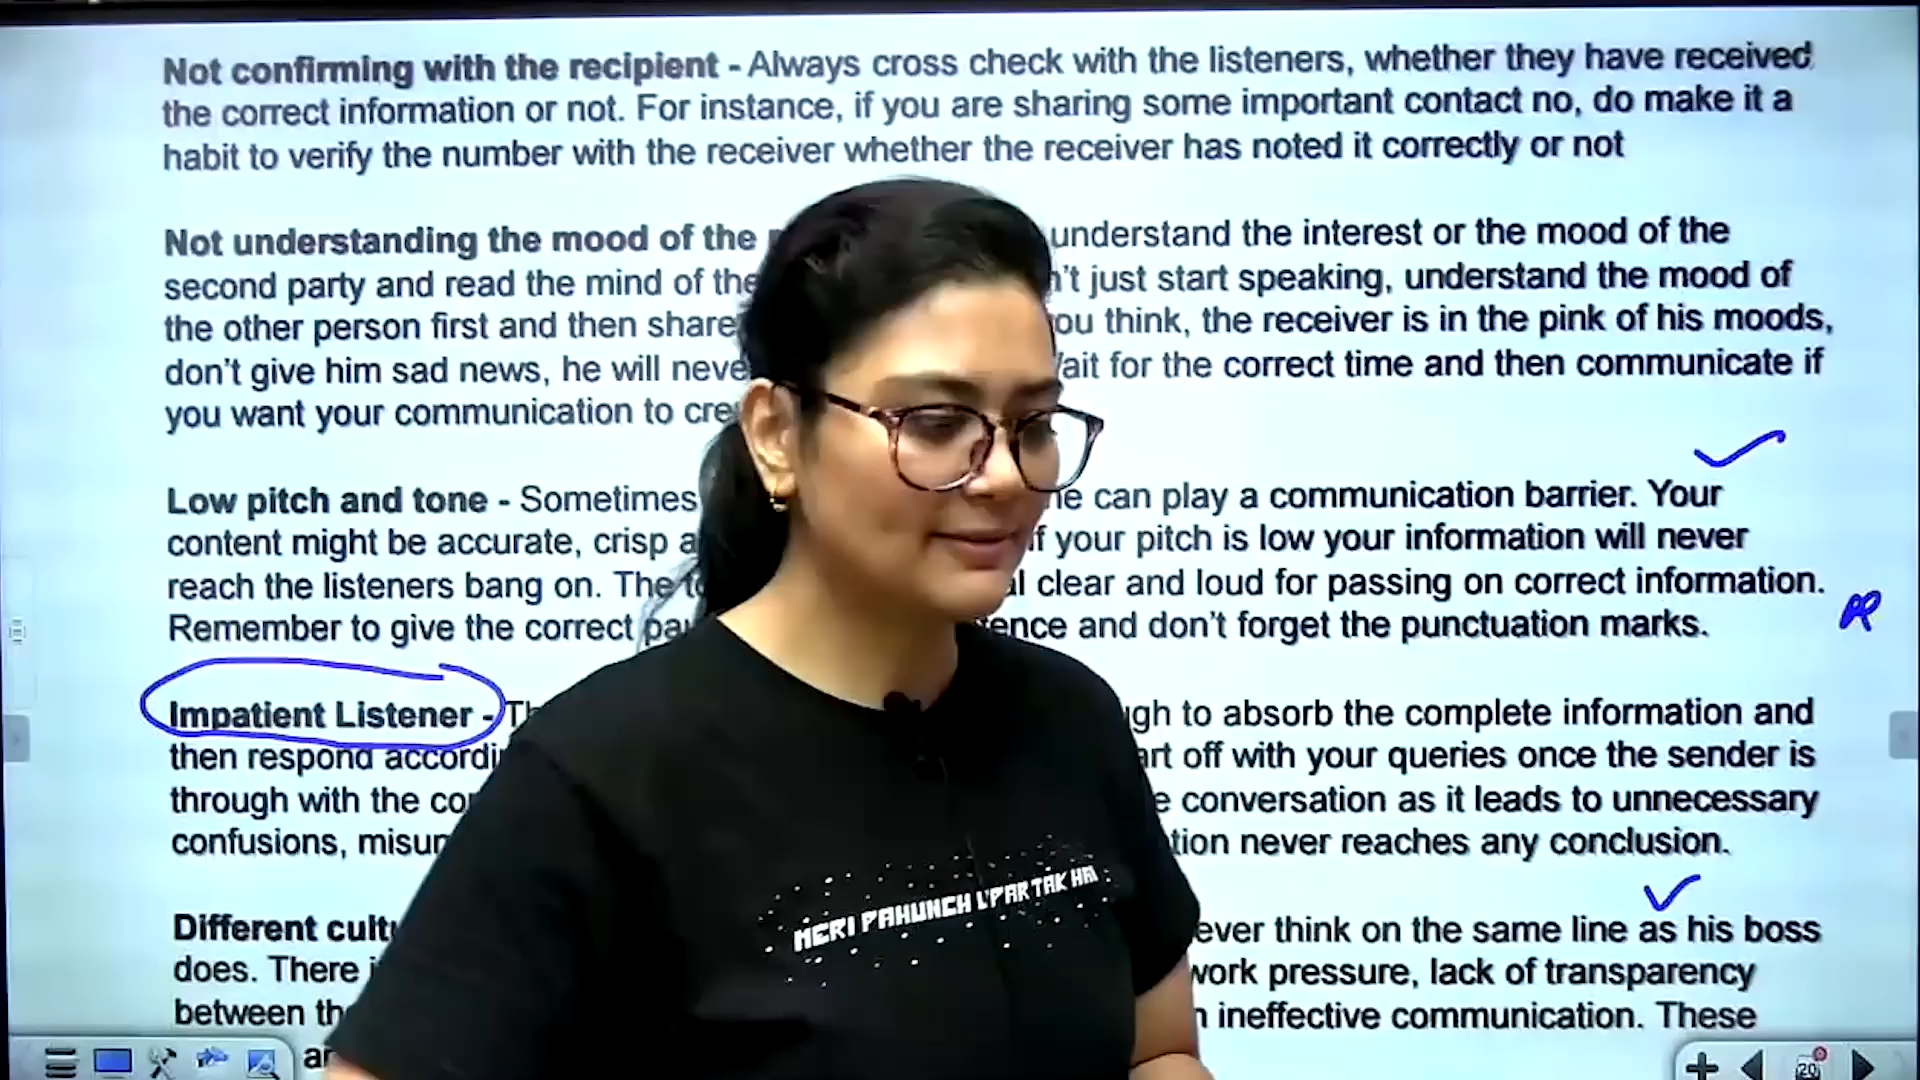 Not confirming with the recipient - Always cross check with the listeners, whether they have received
the correct information or not. For instance, if you are sharing some important contact no, do make it a
habit to verify the number with the receiver whether the receiver has noted it correctly or not
Not understanding the mood of the understand the interest or the mood of the
second party and read the mind of the just start speaking, understand the mood of
the other person first and then share think, the receiver is in the pink of his moods,
don't give him sad news, he will for the correct time and then communicate if
you want your communication to
Low pitch and tone - Sometimes can play a communication barrier. Your
content might be accurate, crisp your pitch is low your information will never
reach the listeners bang on. The clear and loud for passing on correct information.
Remember to give the correct and don't forget the punctuation marks.
Impatient Listener - to absorb the complete information and
then respond off with your queries once the sender is
through with the conversation as it leads to unnecessary
confusions, never reaches any conclusion.
Different think on the same line as his boss
does. There work pressure, lack of transparency
between ineffective communication. These
MERI PAHUNCH UPAR TAK HAI
20